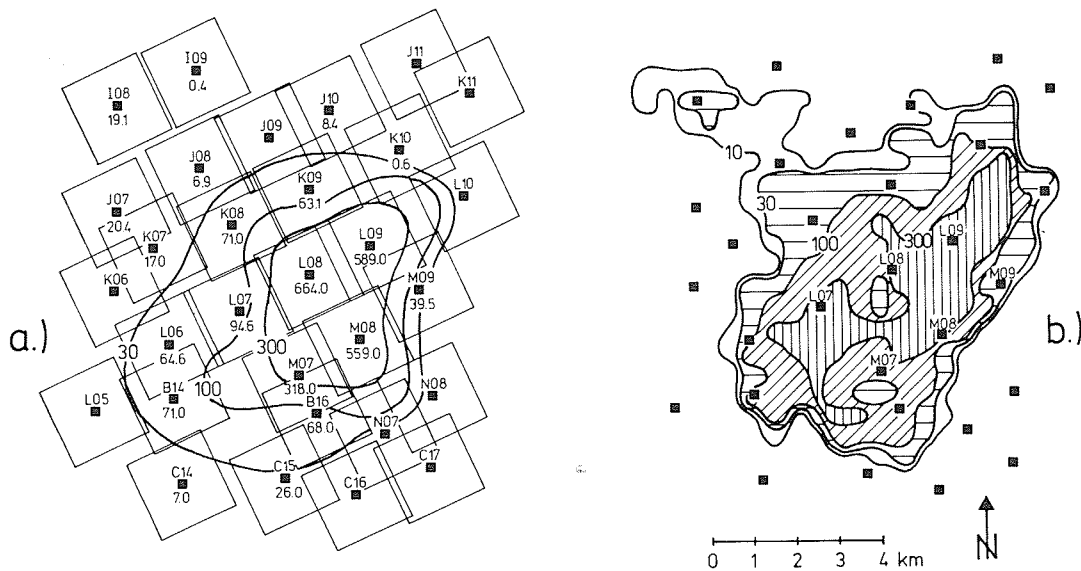 I09
0.4
I08
19.1
J11
K11
J10
8.4
J09
K10
0.6
J08
6.9
K09
63.1
L10
J07
20.4
K08
71.0
K07
17.0
L09
589.0
K06
L08
664.0
M09
39.5
L07
94.6
L06
64.6
M08
559.0
30
300
100
M07
318.0
B14
71.0
B16
68.0
N08
L05
N07
C14
7.0
C15
26.0
C16
C17
a.)
10
30
100
300
L09
L08
M09
L07
M08
M07
b.)
N
0 1 2 3 4 km